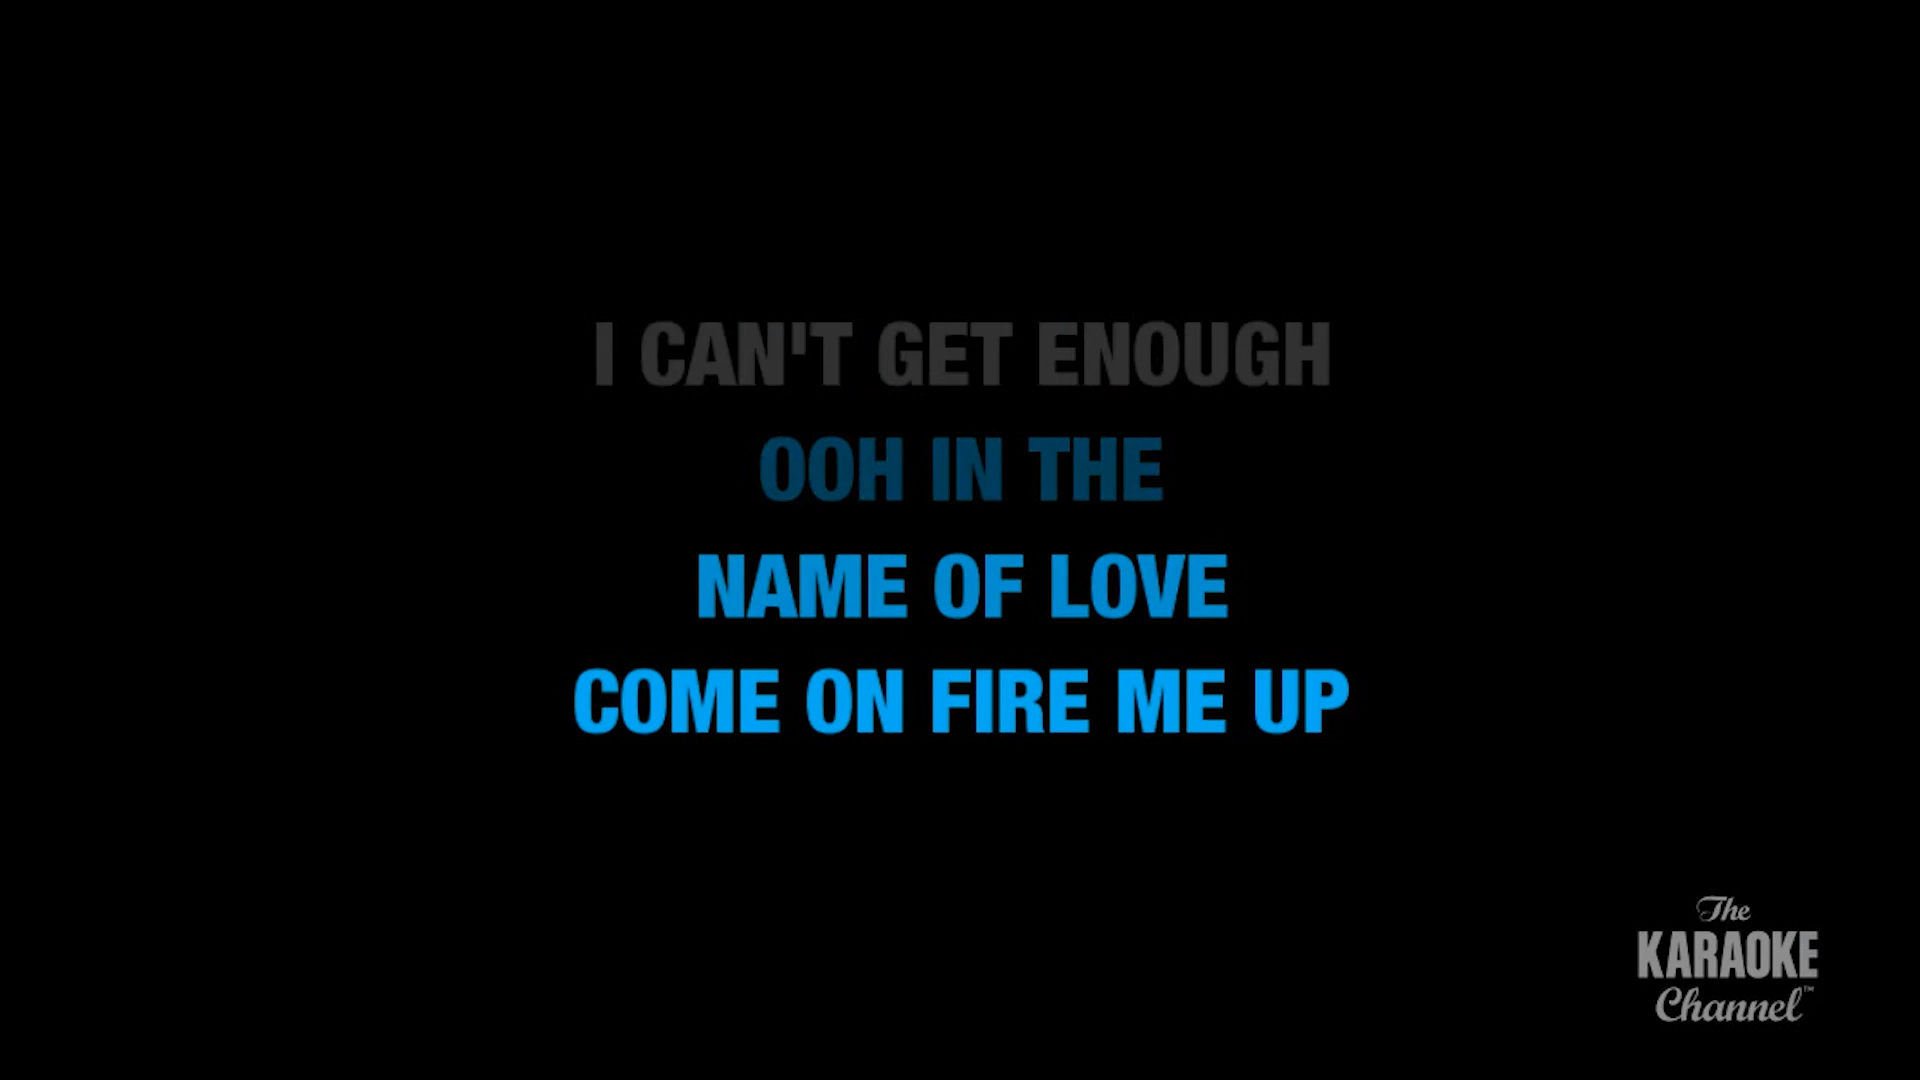 I CAN'T GET ENOUGH
OOH IN THE
NAME OF LOVE
COME ON FIRE ME UP
The
KARAOKE
Channel™